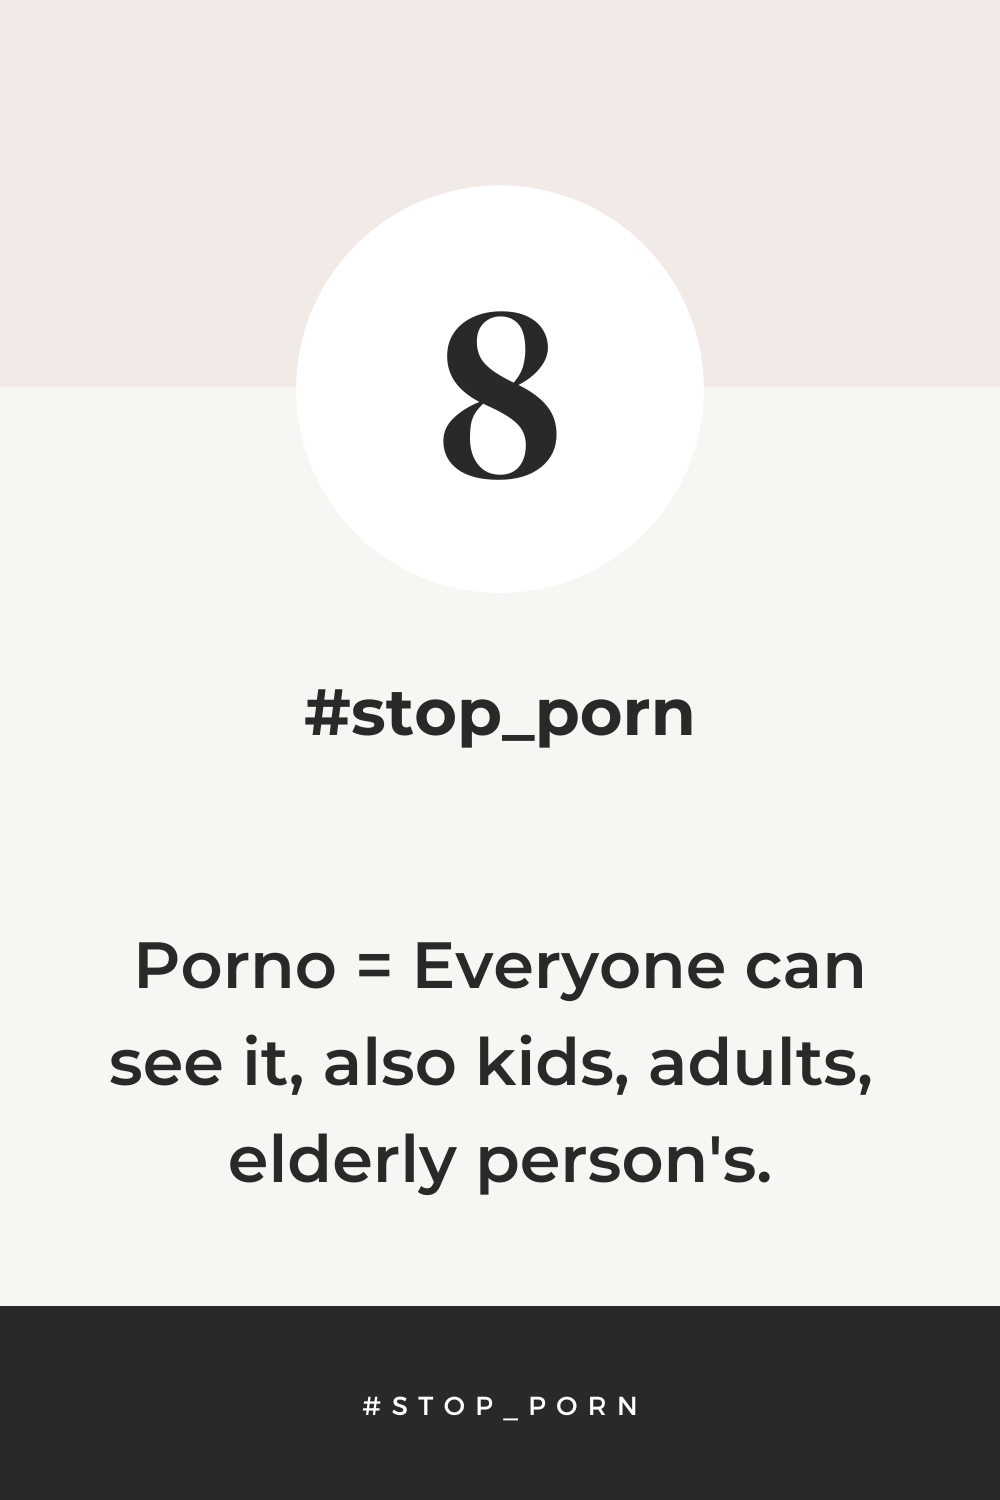 8
#stop_porn
Porno = Everyone can
see it, also kids, adults,
elderly person's.
#STOP_PORN